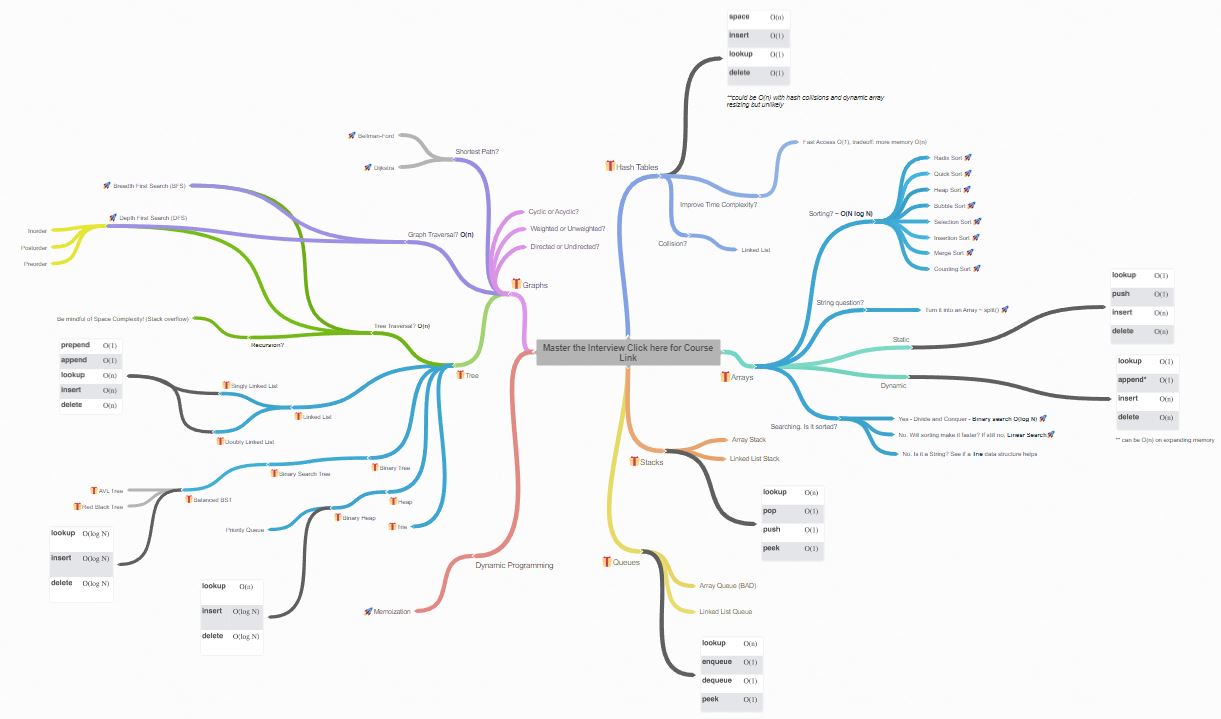 Master the Interview Click here for Course
Link
Hash Tables
space O(n)
insert O(1)
lookup O(1)
delete O(1)
**could be O(n) with hash collisions and dynamic array
resizing but unlikely
Improve Time Complexity?
Fast Access O(1), tradeoff: more memory O(n)
Collision?
Linked List
Arrays
Sorting? ~ O(N log N)
Radix Sort
Quick Sort
Heap Sort
Bubble Sort
Selection Sort
Insertion Sort
Merge Sort
Counting Sort
String question?
Turn it into an Array ~ split()
Static
lookup O(1)
push O(1)
insert O(n)
delete O(n)
Dynamic
lookup O(1)
append* O(1)
insert O(n)
delete O(n)
** can be O(n) on expanding memory
Searching. Is it sorted?
Yes - Divide and Conquer - Binary search O(log N)
No. Will sorting make it faster? If still no, Linear Search
No. Is it a String? See if a Trie data structure helps
Stacks
Array Stack
Linked List Stack
lookup O(n)
pop O(1)
push O(1)
peek O(1)
Queues
Array Queue (BAD)
Linked List Queue
lookup O(n)
enqueue O(1)
dequeue O(1)
peek O(1)
Graphs
Shortest Path?
Bellman-Ford
Dijkstra
Cyclic or Acyclic?
Weighted or Unweighted?
Directed or Undirected?
Graph Traversal? O(n)
Breadth First Search (BFS)
Depth First Search (DFS)
Inorder
Postorder
Preorder
Tree
Tree Traversal? O(n)
Recursion?
Be mindful of Space Complexity! (Stack overflow)
Linked List
Singly Linked List
Doubly Linked List
prepend O(1)
append O(1)
lookup O(n)
insert O(n)
delete O(n)
Binary Tree
Binary Search Tree
Balanced BST
AVL Tree
Red Black Tree
lookup O(log N)
insert O(log N)
delete O(log N)
Heap
Binary Heap
Priority Queue
lookup O(n)
insert O(log N)
delete O(log N)
Trie
Dynamic Programming
Memoization